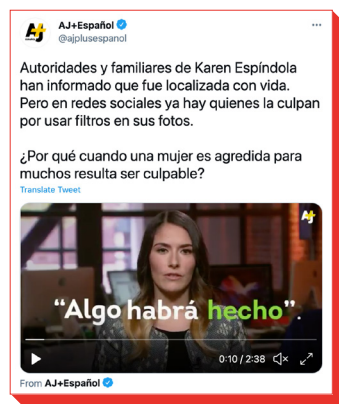 AJ+Español
@ajplusespanol
Autoridades y familiares de Karen Espíndola
han informado que fue localizada con vida.
Pero en redes sociales ya hay quienes la culpan
por usar filtros en sus fotos.
¿Por qué cuando una mujer es agredida para
muchos resulta ser culpable?
Translate Tweet
AJ+
"Algo habrá hecho".
0:10 / 2:38
From AJ+Español